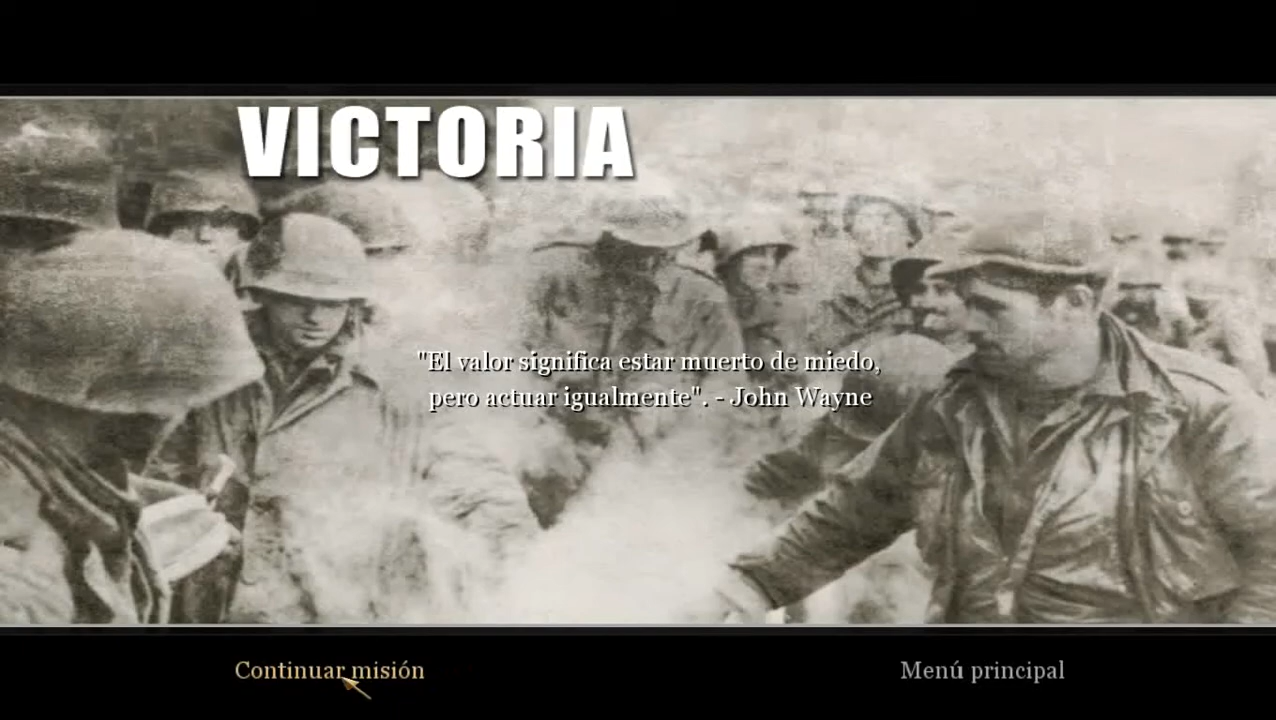 VICTORIA
"El valor significa estar muerto de miedo,
pero actuar igualmente". - John Wayne
Continuar misión
Menú principal